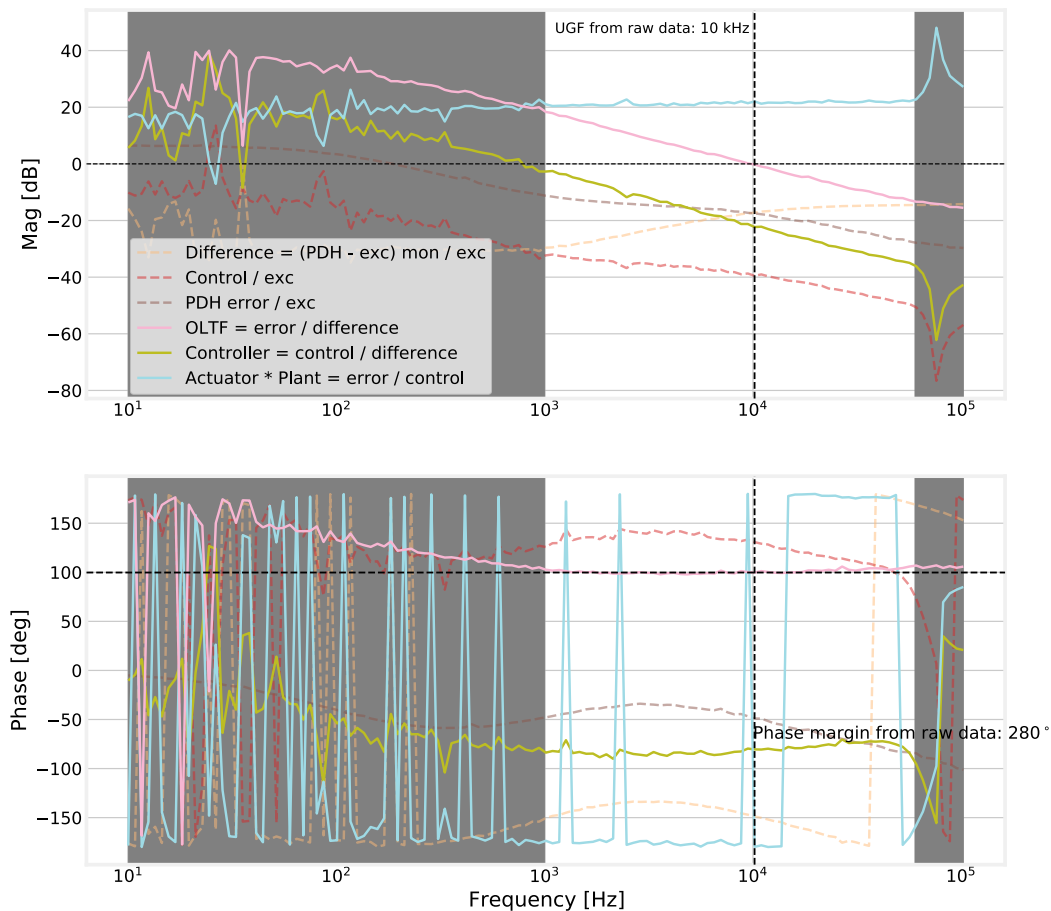 UGF from raw data: 10 kHz
40
20
0
−20
−40
−60
−80
Mag [dB]
Difference = (PDH - exc) mon / exc
Control / exc
PDH error / exc
OLTF = error / difference
Controller = control / difference
Actuator * Plant = error / control
10¹ 10² 10³ 10⁴ 10⁵
150
100
50
0
−50
−100
−150
Phase [deg]
Phase margin from raw data: 280°
10¹ 10² 10³ 10⁴ 10⁵
Frequency [Hz]